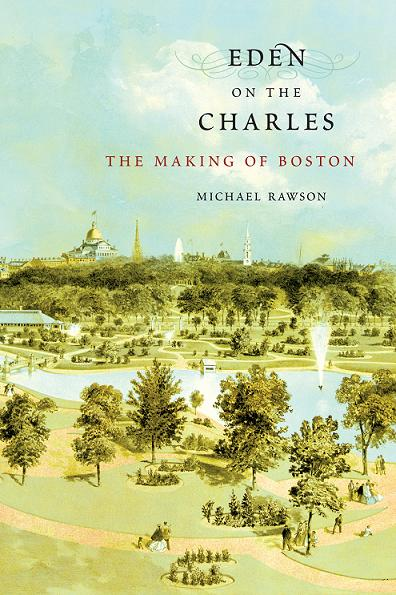 EDEN
ON THE
CHARLES
THE MAKING OF BOSTON
MICHAEL RAWSON